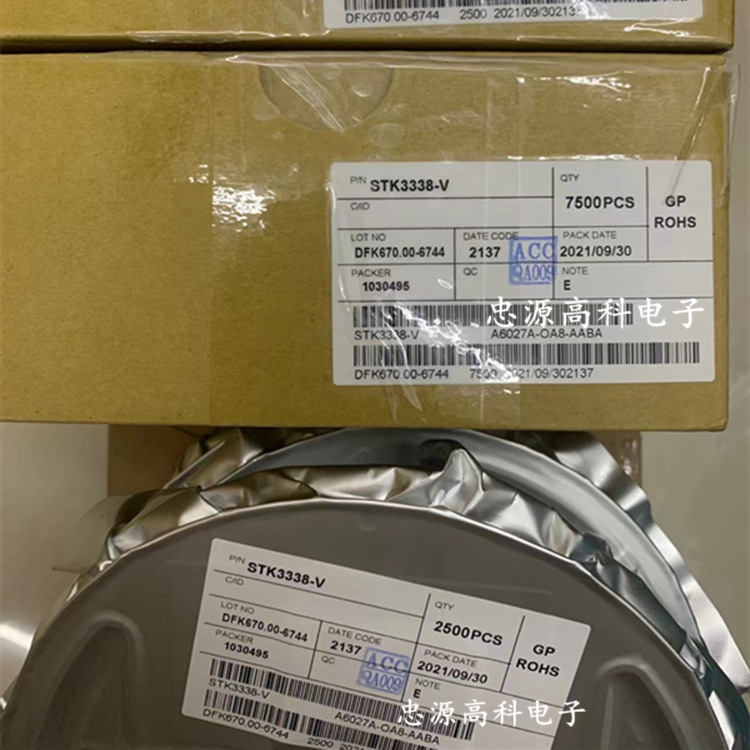 DFK670.00-6744 2500 2021/09/302137
P/N STK3338-V
C/ID
QTY
7500PCS
GP
ROHS
LOT NO
DFK670.00-6744
DATE CODE
2137
PACK DATE
2021/09/30
PACKER
1030495
QC
ACC
QA009
NOTE
E
忠源高科电子
STK3338-V A6027A-OA8-AABA
DFK670.00-6744 7500 2021/09/302137
P/N STK3338-V
C/ID
QTY
2500PCS
GP
ROHS
LOT NO
DFK670.00-6744
DATE CODE
2137
PACK DATE
2021/09/30
PACKER
1030495
QC
ACC
QA009
NOTE
E
STK3338-V A6027A-OA8-AABA
忠源高科电子
DFK670.00-6744 2500